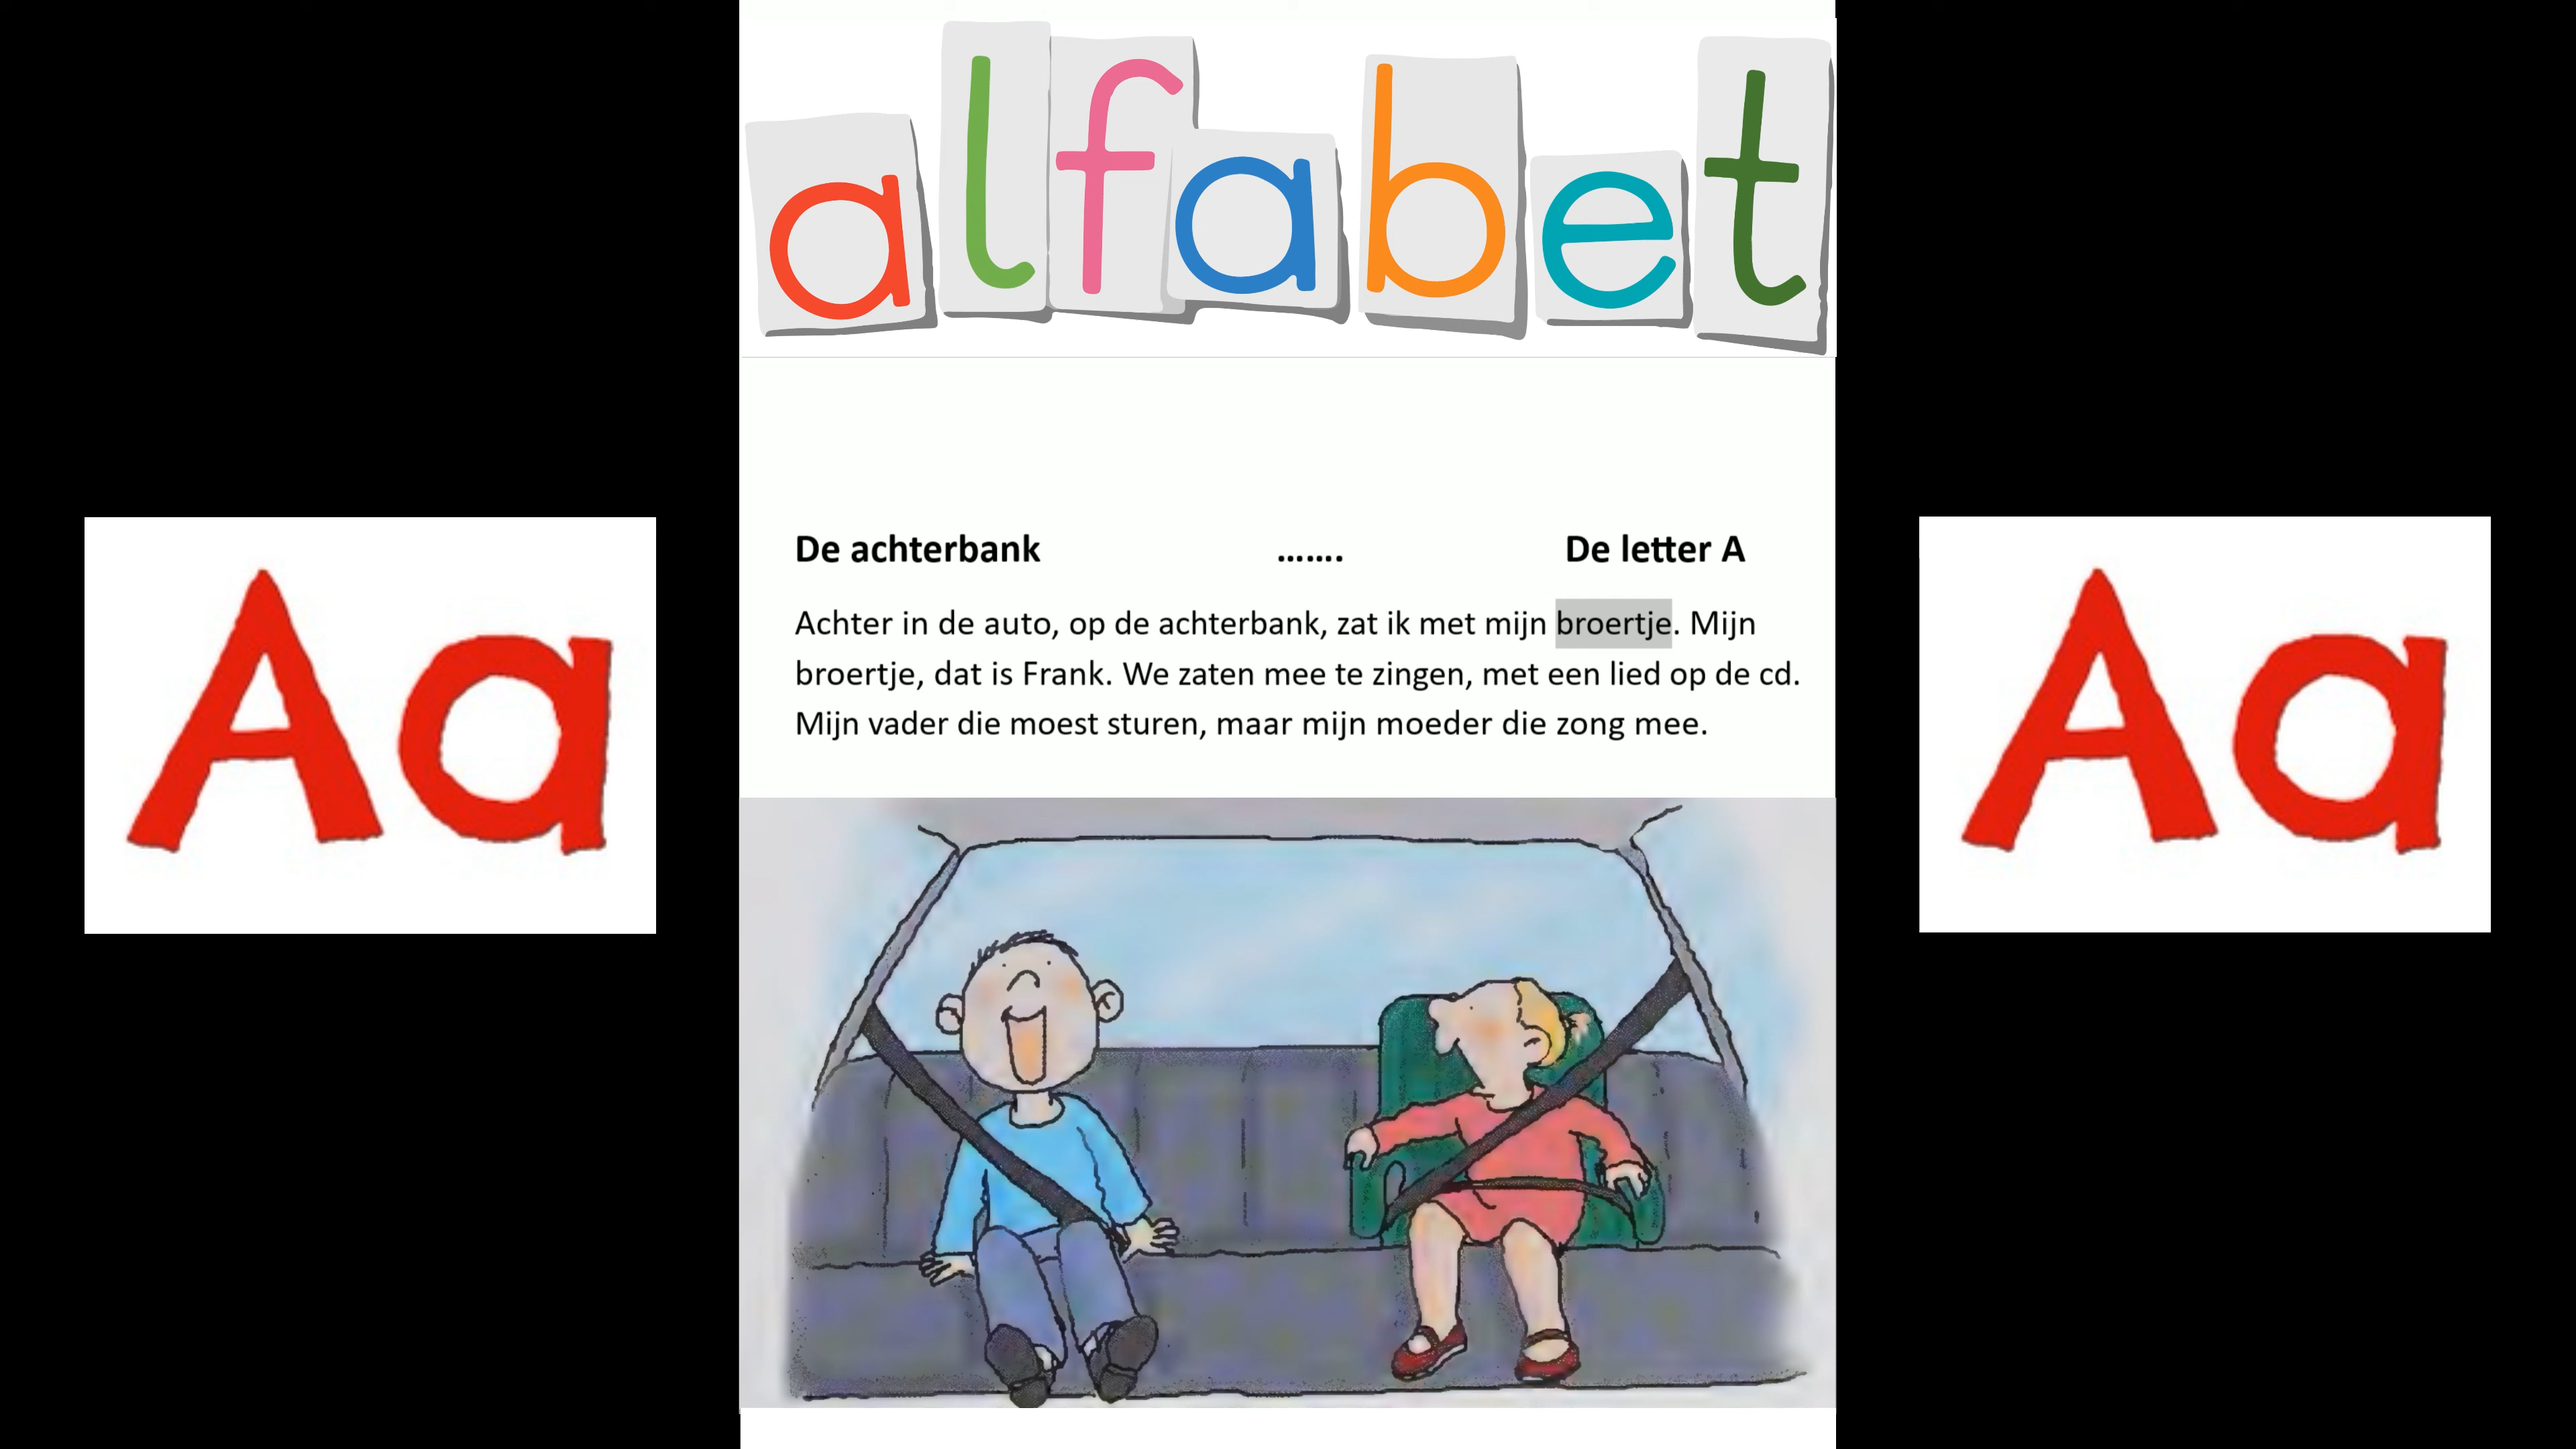 alfabet
Aa
De achterbank ....... De letter A
Achter in de auto, op de achterbank, zat ik met mijn broertje. Mijn
broertje, dat is Frank. We zaten mee te zingen, met een lied op de cd.
Mijn vader die moest sturen, maar mijn moeder die zong mee.
Aa